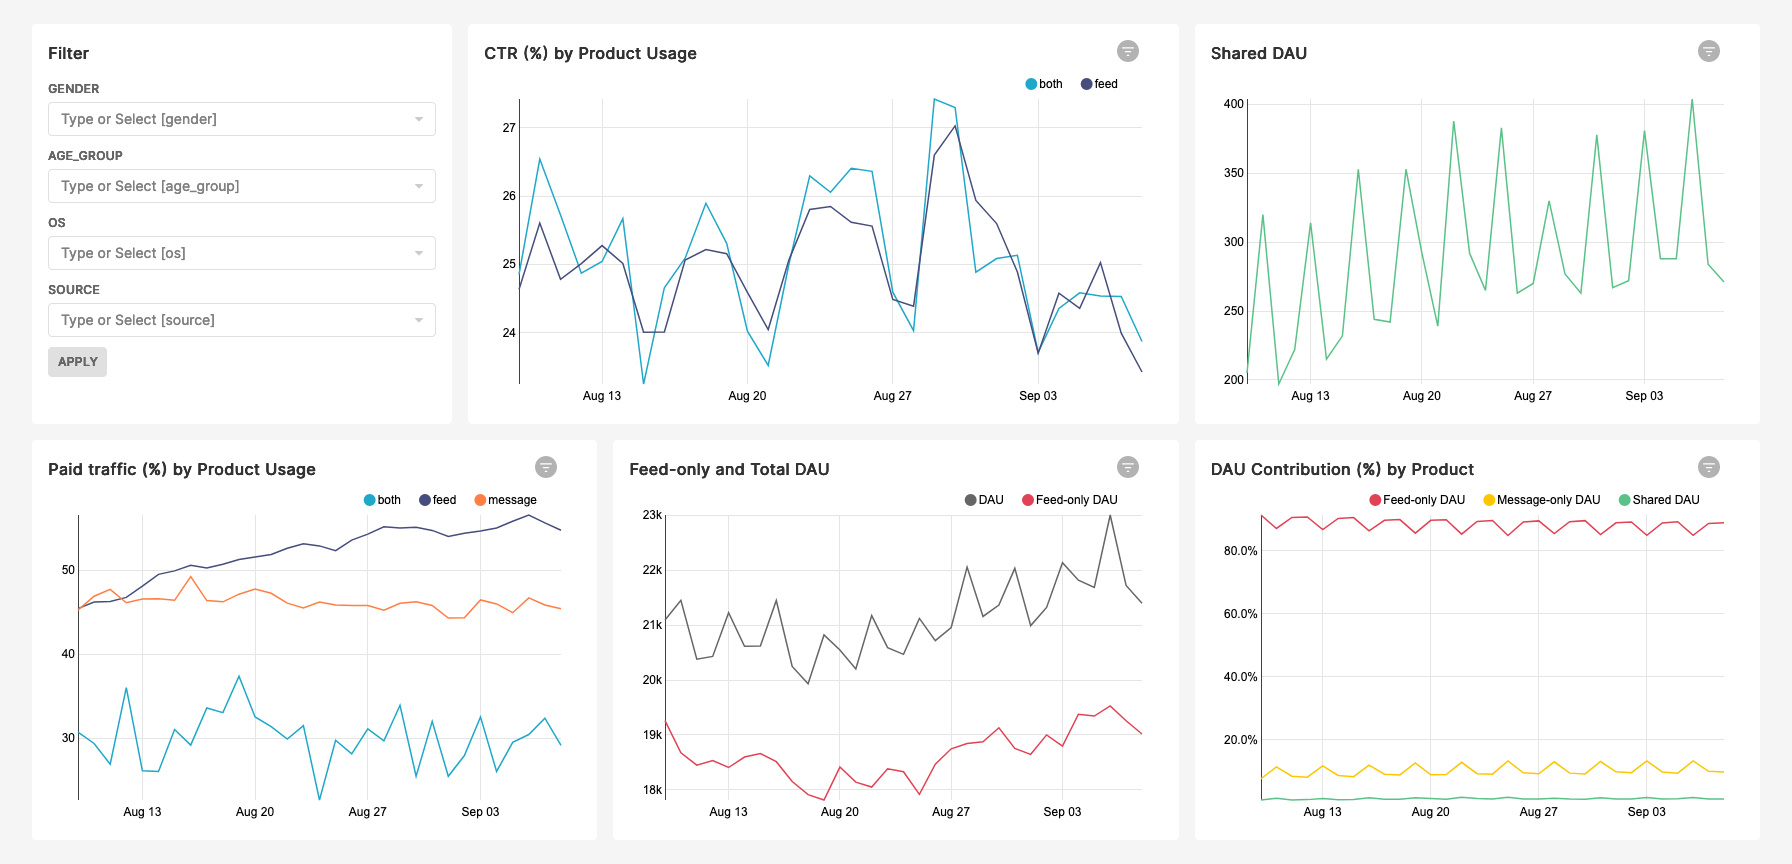 Filter
GENDER
Type or Select [gender]
AGE_GROUP
Type or Select [age_group]
OS
Type or Select [os]
SOURCE
Type or Select [source]
APPLY
CTR (%) by Product Usage
both feed
27
26
25
24
Aug 13 Aug 20 Aug 27 Sep 03
Shared DAU
400
350
300
250
200
Aug 13 Aug 20 Aug 27 Sep 03
Paid traffic (%) by Product Usage
both feed message
50
40
30
Aug 13 Aug 20 Aug 27 Sep 03
Feed-only and Total DAU
DAU Feed-only DAU
23k
22k
21k
20k
19k
18k
Aug 13 Aug 20 Aug 27 Sep 03
DAU Contribution (%) by Product
Feed-only DAU Message-only DAU Shared DAU
80.0%
60.0%
40.0%
20.0%
Aug 13 Aug 20 Aug 27 Sep 03